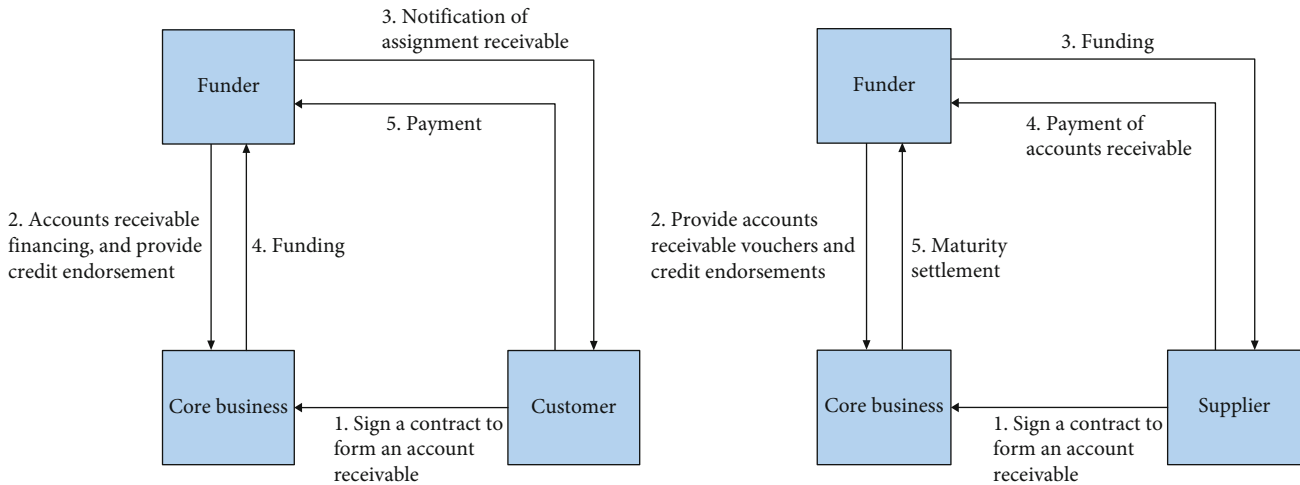 3. Notification of
assignment receivable
Funder
5. Payment
2. Accounts receivable
financing, and provide
credit endorsement
4. Funding
Core business
Customer
1. Sign a contract to
form an account
receivable
3. Funding
Funder
4. Payment of
accounts receivable
2. Provide accounts
receivable vouchers and
credit endorsements
5. Maturity
settlement
Core business
Supplier
1. Sign a contract to
form an account
receivable